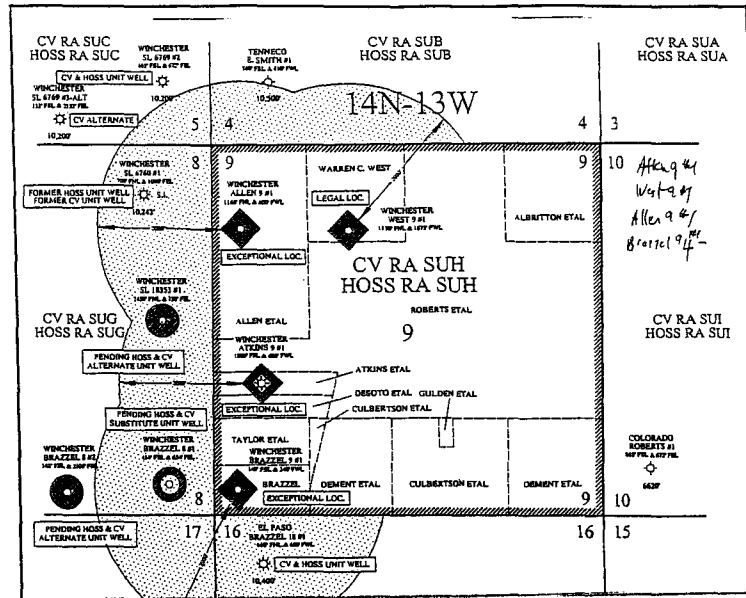 CV RA SUC
HOSS RA SUC
WINCHESTER
SL 6769 #2
CV & HOSS UNIT WELL
10,200'
WINCHESTER
SL 6769 #3-ALT
CV ALTERNATE
10,200'
TENNECO
E. SMITH #1
10,500'
CV RA SUB
HOSS RA SUB
CV RA SUA
HOSS RA SUA
14N-13W
5
4
4
3
8
9
9
10
WINCHESTER
SL 6760 #1
S.L.
10,243'
FORMER HOSS UNIT WELL
FORMER CV UNIT WELL
WINCHESTER
ALLEN 9 #1
EXCEPTIONAL LOC.
WARREN C. WEST
LEGAL LOC.
WINCHESTER
WEST 9 #1
ALBRITTON ETAL
West 9 #1
Allen 9 #1
CV RA SUH
HOSS RA SUH
9
ROBERTS ETAL
WINCHESTER
SL 18353 #1
CV RA SUG
HOSS RA SUG
CV RA SUI
HOSS RA SUI
ALLEN ETAL
WINCHESTER
ATKINS 9 #1
PENDING HOSS & CV
ALTERNATE UNIT WELL
EXCEPTIONAL LOC.
ATKINS ETAL
DESOTO ETAL
GULDEN ETAL
CULBERTSON ETAL
PENDING HOSS & CV
SUBSTITUTE UNIT WELL
WINCHESTER
BRAZZEL 8 #2
WINCHESTER
BRAZZEL 8 #1
TAYLOR ETAL
WINCHESTER
BRAZZEL 9 #1
BRAZZEL
EXCEPTIONAL LOC.
DEMENT ETAL
CULBERTSON ETAL
DEMENT ETAL
COLORADO
ROBERTS #1
6620'
8
9
10
17
16
16
15
PENDING HOSS & CV
ALTERNATE UNIT WELL
EL PASO
BRAZZEL 16 #1
CV & HOSS UNIT WELL
10,400'